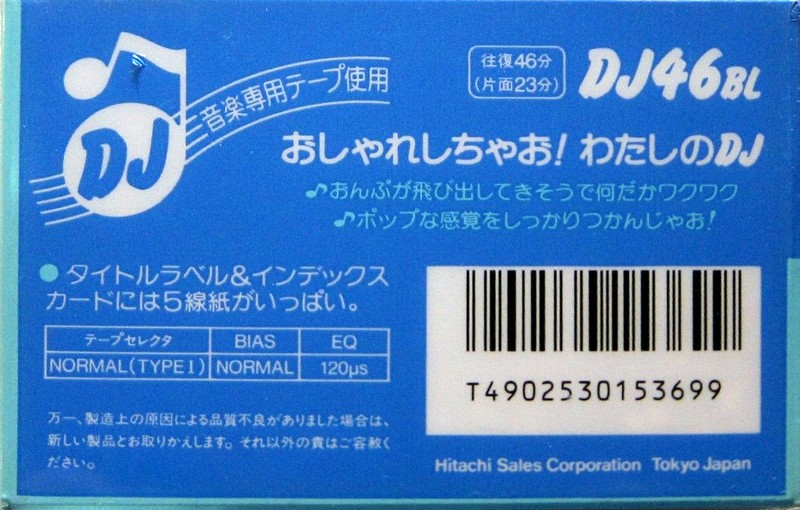 DJ
音楽専用テープ使用
往復46分
(片面23分)
DJ46BL
おしゃれしちゃお! わたしのDJ
♪おんぷが飛び出してきそうで何だかワクワク
♪ポップな感覚をしっかりつかんじゃお!
● タイトルラベル&インデックス
カードには5線紙がいっぱい。
テープセレクタ BIAS EQ
NORMAL(TYPE I) NORMAL 120μs
万一、製造上の原因による品質不良がありました場合は、
新しい製品とお取りかえします。それ以外の責はご容赦く
ださい。
T4902530153699
Hitachi Sales Corporation Tokyo Japan